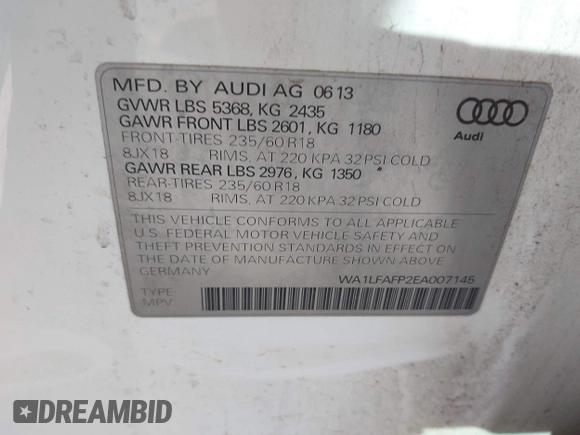 MFD. BY AUDI AG 06 13
GVWR LBS 5368, KG 2435
GAWR FRONT LBS 2601, KG 1180
FRONT-TIRES 235/60 R18
8JX18 RIMS, AT 220 KPA 32 PSI COLD
GAWR REAR LBS 2976, KG 1350 *
REAR-TIRES 235/60 R18
8JX18 RIMS, AT 220 KPA 32 PSI COLD
Audi
THIS VEHICLE CONFORMS TO ALL APPLICABLE
U.S. FEDERAL MOTOR VEHICLE SAFETY AND
THEFT PREVENTION STANDARDS IN EFFECT ON
THE DATE OF MANUFACTURE SHOWN ABOVE
GERMANY
WA1LFAFP2EA007145
TYPE
MPV
DREAMBID